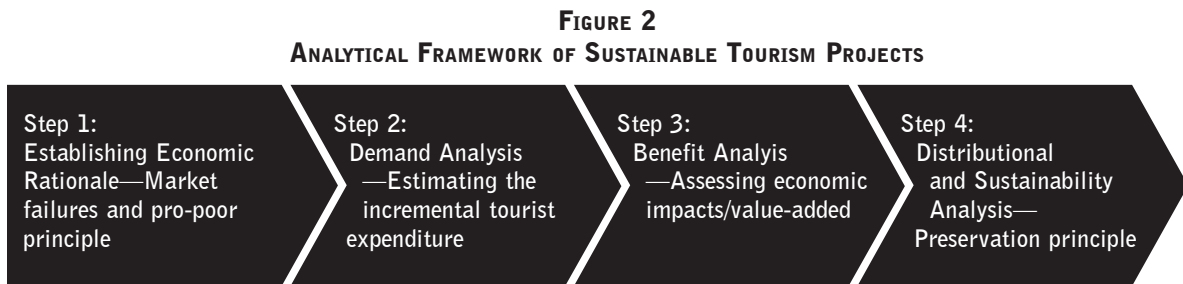 FIGURE 2
ANALYTICAL FRAMEWORK OF SUSTAINABLE TOURISM PROJECTS
Step 1:
Establishing Economic
Rationale—Market
failures and pro-poor
principle
Step 2:
Demand Analysis
—Estimating the
incremental tourist
expenditure
Step 3:
Benefit Analyis
—Assessing economic
impacts/value-added
Step 4:
Distributional
and Sustainability
Analysis—
Preservation principle